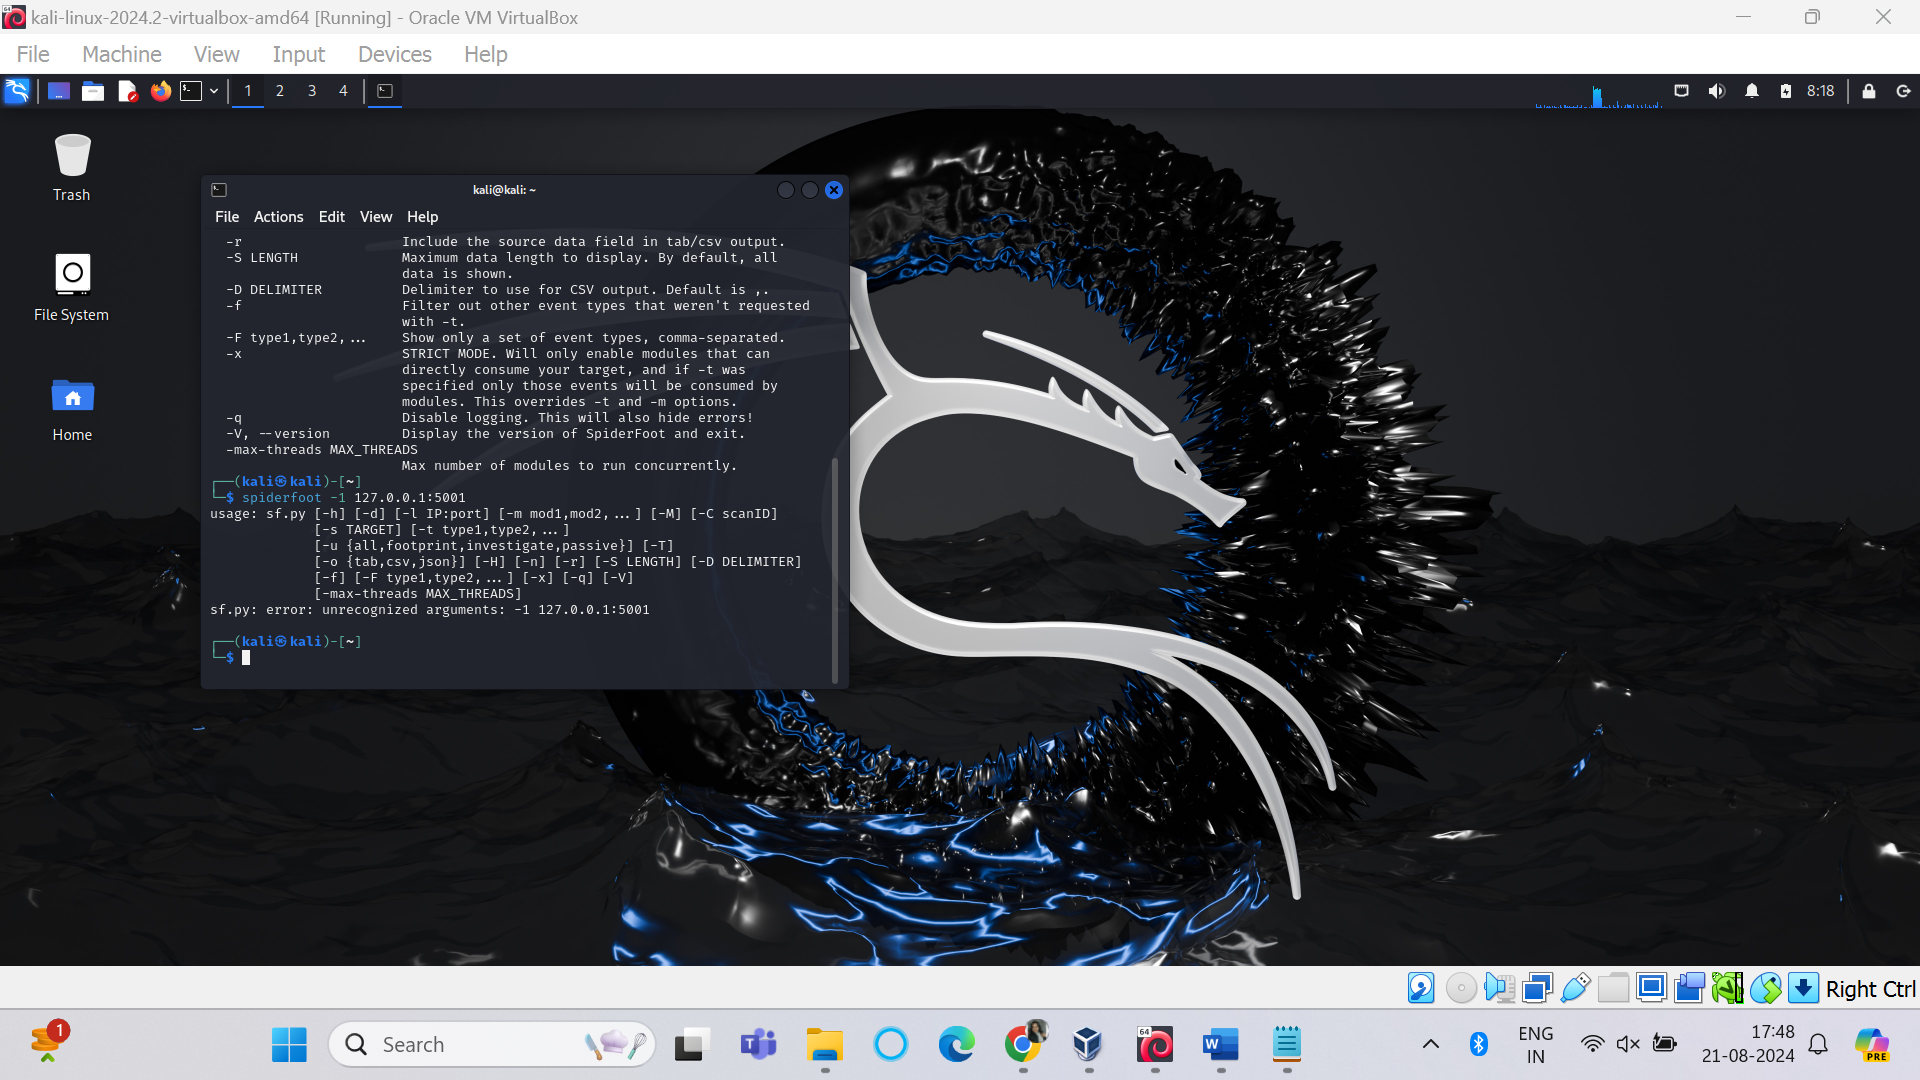 kali-linux-2024.2-virtualbox-amd64 [Running] - Oracle VM VirtualBox
File Machine View Input Devices Help
1 2 3 4 8:18
Trash
File System
Home
kali@kali: ~
File Actions Edit View Help
-r Include the source data field in tab/csv output.
-S LENGTH Maximum data length to display. By default, all
data is shown.
-D DELIMITER Delimiter to use for CSV output. Default is ,.
-f Filter out other event types that weren't requested
with -t.
-F type1,type2,... Show only a set of event types, comma-separated.
-x STRICT MODE. Will only enable modules that can
directly consume your target, and if -t was
specified only those events will be consumed by
modules. This overrides -t and -m options.
-q Disable logging. This will also hide errors!
-V, --version Display the version of SpiderFoot and exit.
-max-threads MAX_THREADS
Max number of modules to run concurrently.
┌──(kali㉿kali)-[~]
└─$ spiderfoot -1 127.0.0.1:5001
usage: sf.py [-h] [-d] [-l IP:port] [-m mod1,mod2,...] [-M] [-C scanID]
[-s TARGET] [-t type1,type2,...]
[-u {all,footprint,investigate,passive}] [-T]
[-o {tab,csv,json}] [-H] [-n] [-r] [-S LENGTH] [-D DELIMITER]
[-f] [-F type1,type2,...] [-x] [-q] [-V]
[-max-threads MAX_THREADS]
sf.py: error: unrecognized arguments: -1 127.0.0.1:5001
┌──(kali㉿kali)-[~]
└─$
Right Ctrl
1
Search
64
W
ENG
IN
17:48
21-08-2024
PRE